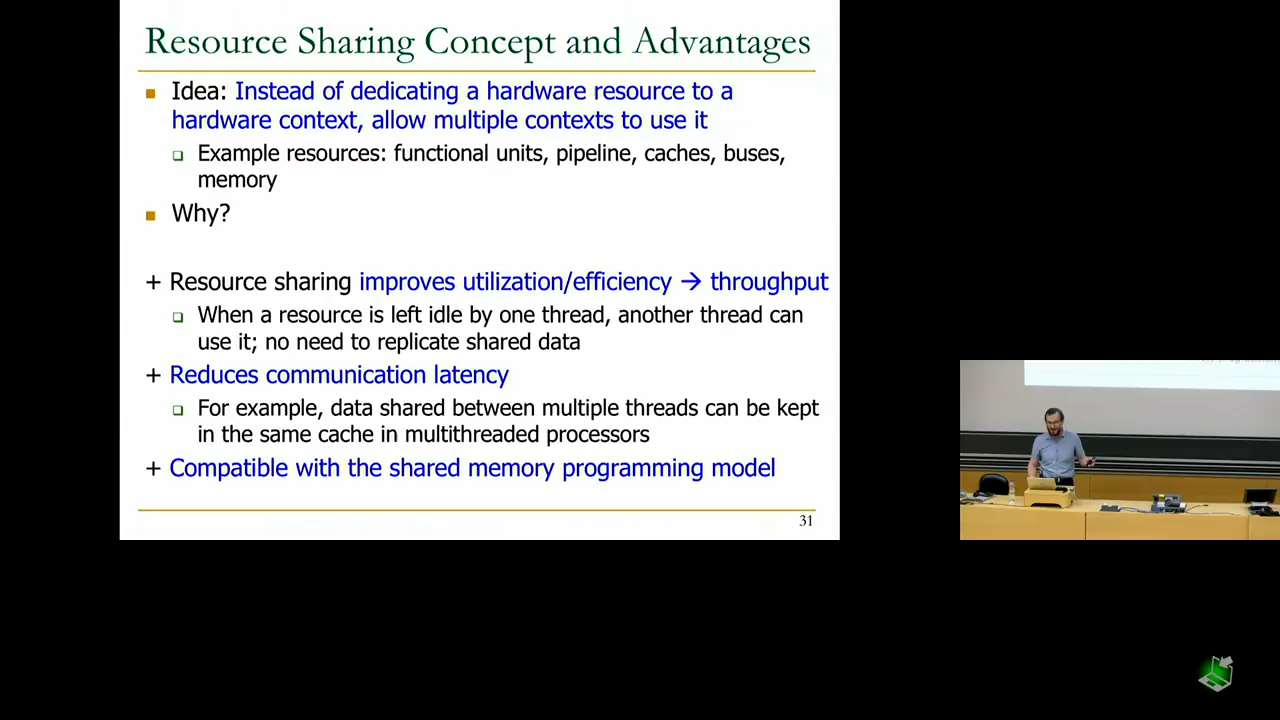 Resource Sharing Concept and Advantages
Idea: Instead of dedicating a hardware resource to a
hardware context, allow multiple contexts to use it
Example resources: functional units, pipeline, caches, buses,
memory
Why?
+ Resource sharing improves utilization/efficiency → throughput
When a resource is left idle by one thread, another thread can
use it; no need to replicate shared data
+ Reduces communication latency
For example, data shared between multiple threads can be kept
in the same cache in multithreaded processors
+ Compatible with the shared memory programming model
31